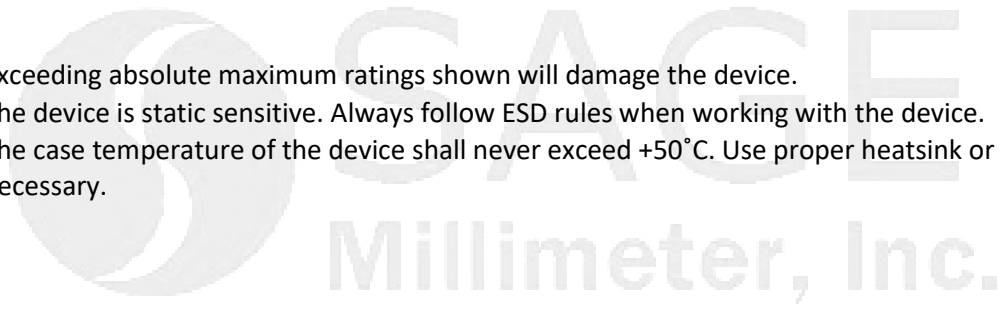 SAGE
xceeding absolute maximum ratings shown will damage the device.
he device is static sensitive. Always follow ESD rules when working with the device.
he case temperature of the device shall never exceed +50˚C. Use proper heatsink or
ecessary.
Millimeter, Inc.